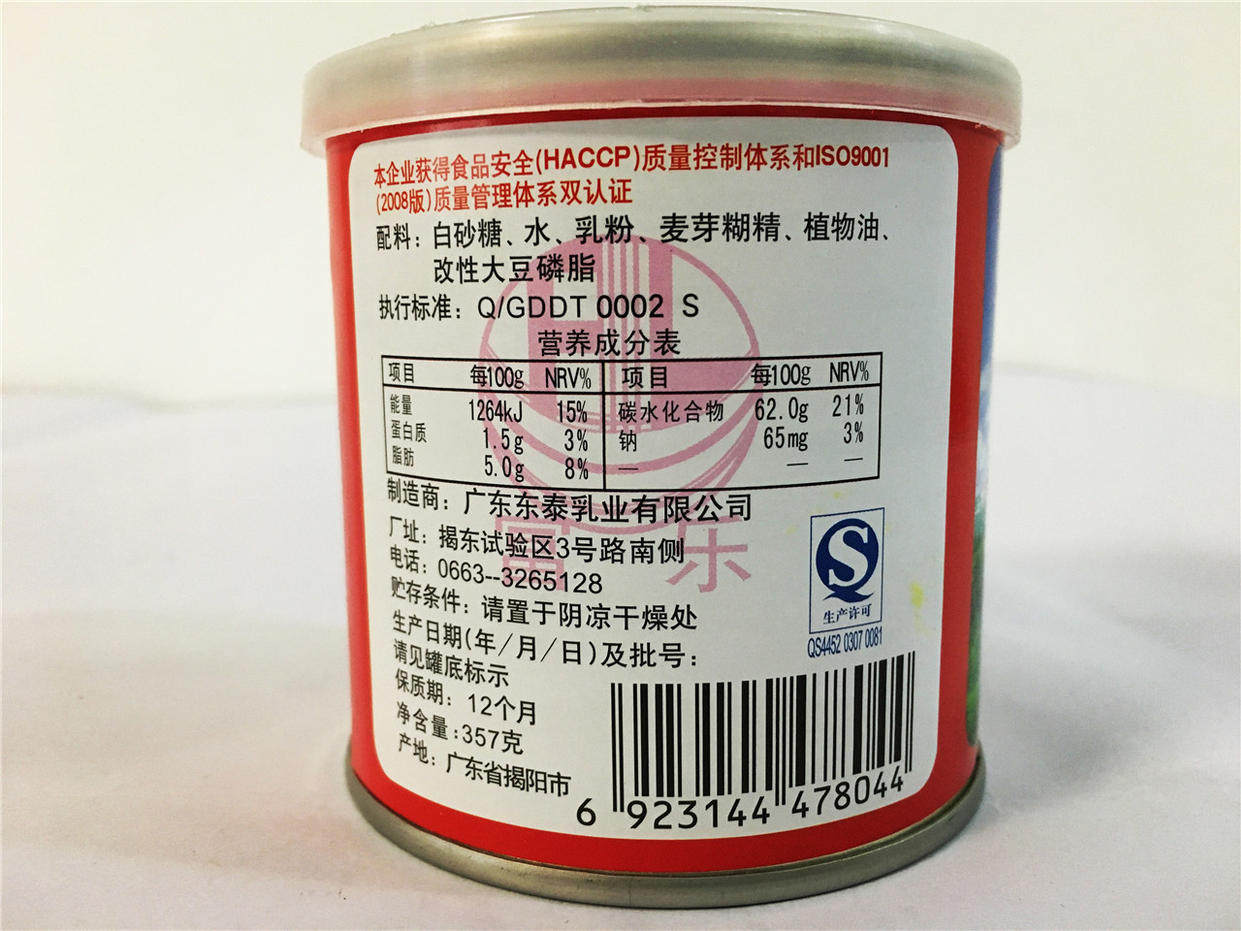 本企业获得食品安全(HACCP)质量控制体系和ISO9001
(2008版)质量管理体系双认证
配料：白砂糖、水、乳粉、麦芽糊精、植物油、
改性大豆磷脂
执行标准：Q/GDDT 0002 S
营养成分表
项目 每100g NRV% 项目 每100g NRV%
能量 1264kJ 15% 碳水化合物 62.0g 21%
蛋白质 1.5g 3% 钠 65mg 3%
脂肪 5.0g 8% — — —
制造商：广东东泰乳业有限公司
富乐
厂址：揭东试验区3号路南侧
电话：0663--3265128
贮存条件：请置于阴凉干燥处
生产日期(年/月/日)及批号：
请见罐底标示
保质期：12个月
净含量:357克
产地：广东省揭阳市
生产许可
QS4452 0307 0081
6 923144 478044